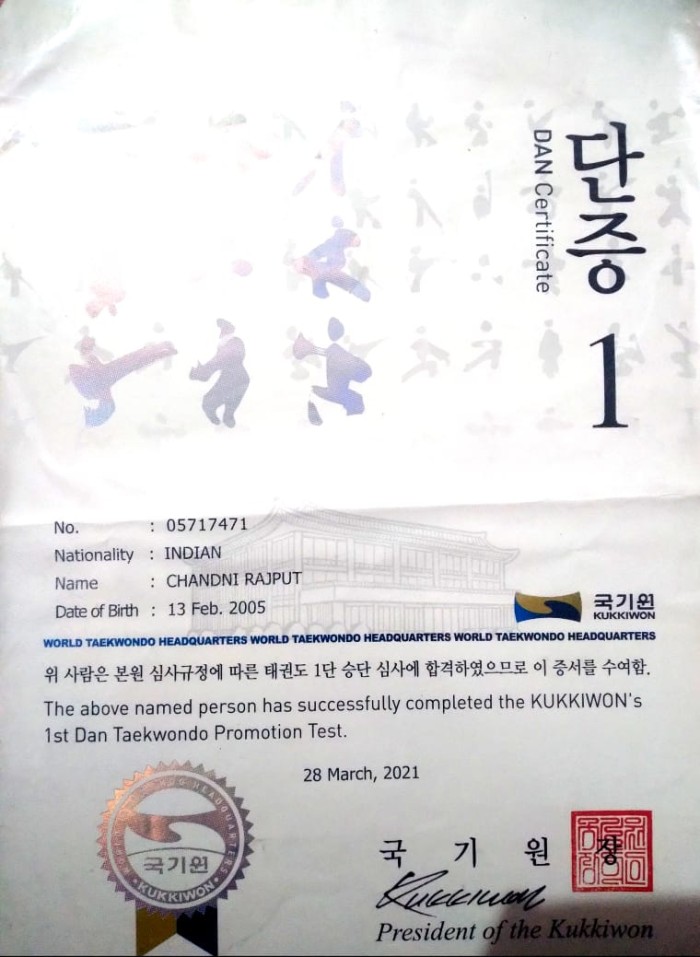 단증
DAN Certificate
1
No. : 05717471
Nationality : INDIAN
Name : CHANDNI RAJPUT
Date of Birth : 13 Feb. 2005
국기원
KUKKIWON
WORLD TAEKWONDO HEADQUARTERS WORLD TAEKWONDO HEADQUARTERS WORLD TAEKWONDO HEADQUARTERS
위 사람은 본원 심사규정에 따른 태권도 1단 승단 심사에 합격하였으므로 이 증서를 수여함.
The above named person has successfully completed the KUKKIWON's
1st Dan Taekwondo Promotion Test.
28 March, 2021
WORLD TAEKWONDO HEADQUARTERS
국기원
KUKKIWON
국 기 원 장
Kukkiwon
President of the Kukkiwon